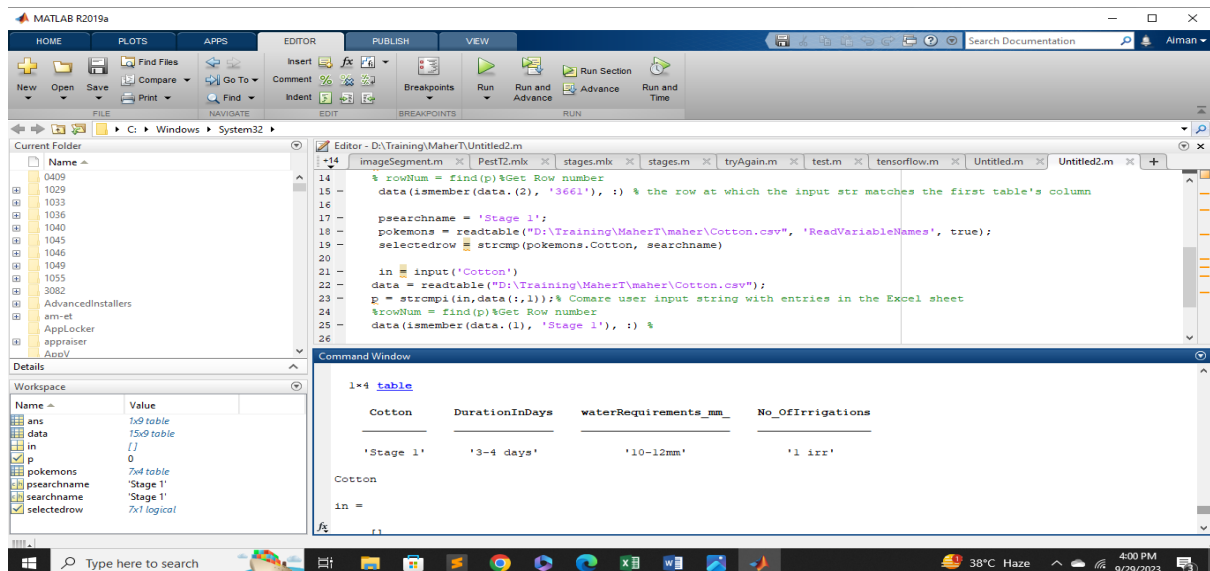 MATLAB R2019a
HOME PLOTS APPS EDITOR PUBLISH VIEW Search Documentation Aiman
New Open Save Find Files Compare Print Go To Find Insert fx Comment Indent Breakpoints Run Run and Advance Run Section Advance Run and Time
FILE NAVIGATE EDIT BREAKPOINTS RUN
C: Windows System32
Current Folder
Name
0409
1029
1033
1036
1040
1045
1046
1049
1055
3082
AdvancedInstallers
am-et
AppLocker
appraiser
AppV
Details
Workspace
Name Value
ans 1x9 table
data 15x9 table
in []
p 0
pokemons 7x4 table
psearchname 'Stage 1'
searchname 'Stage 1'
selectedrow 7x1 logical
Editor - D:\Training\MaherT\Untitled2.m
+14 imageSegment.m PestT2.mlx stages.mlx stages.m tryAgain.m test.m tensorflow.m Untitled.m Untitled2.m +
14 % rowNum = find(p)%Get Row number
15 - data(ismember(data.(2), '3661'), :) % the row at which the input str matches the first table's column
16
17 - psearchname = 'Stage 1';
18 - pokemons = readtable("D:\Training\MaherT\maher\Cotton.csv", 'ReadVariableNames', true);
19 - selectedrow = strcmp(pokemons.Cotton, searchname)
20
21 - in = input('Cotton')
22 - data = readtable("D:\Training\MaherT\maher\Cotton.csv");
23 - p = strcmpi(in,data(:,1));% Comare user input string with entries in the Excel sheet
24 %rowNum = find(p)%Get Row number
25 - data(ismember(data.(1), 'Stage 1'), :) %
26
Command Window
1×4 table
Cotton DurationInDays waterRequirements_mm_ No_OfIrrigations
'Stage 1' '3-4 days' '10-12mm' '1 irr'
Cotton
in =
[]
fx
Type here to search 38°C Haze 4:00 PM
9/29/2023